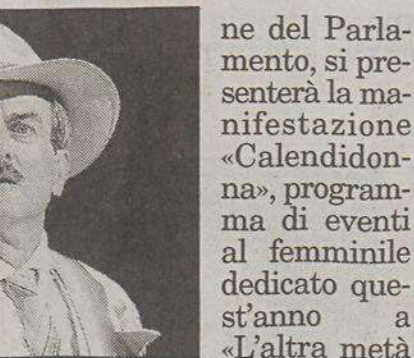 ne del Parla-
mento, si pre-
senterà la ma-
nifestazione
«Calendidon-
na», program-
ma di eventi
al femminile
dedicato que-
st'anno a
«L'altra metà